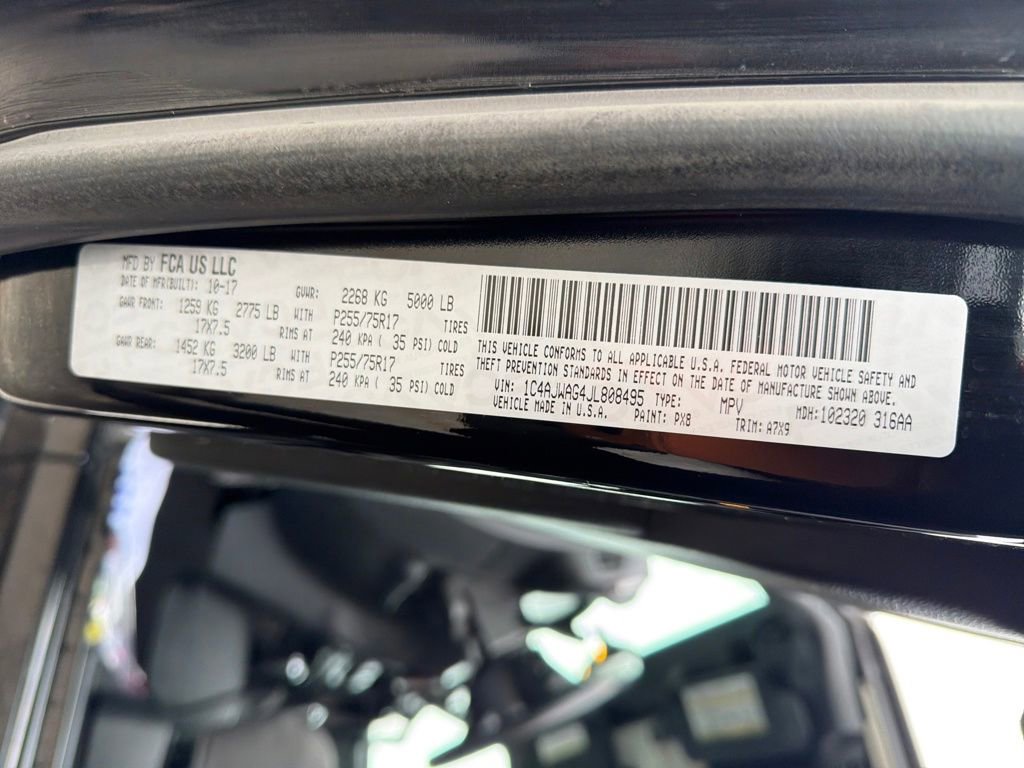 MFD BY FCA US LLC
DATE OF MFR(BUILT): 10-17 GVWR: 2268 KG 5000 LB
GAWR FRONT: 1259 KG 2775 LB WITH P255/75R17 TIRES
17X7.5 RIMS AT 240 KPA ( 35 PSI) COLD
GAWR REAR: 1452 KG 3200 LB WITH P255/75R17 TIRES
17X7.5 RIMS AT 240 KPA ( 35 PSI) COLD
THIS VEHICLE CONFORMS TO ALL APPLICABLE U.S.A. FEDERAL MOTOR VEHICLE SAFETY AND
THEFT PREVENTION STANDARDS IN EFFECT ON THE DATE OF MANUFACTURE SHOWN ABOVE.
VIN: 1C4AJWAG4JL808495 TYPE: MPV MDH:102320 316AA
VEHICLE MADE IN U.S.A. PAINT: PX8 TRIM: A7X9